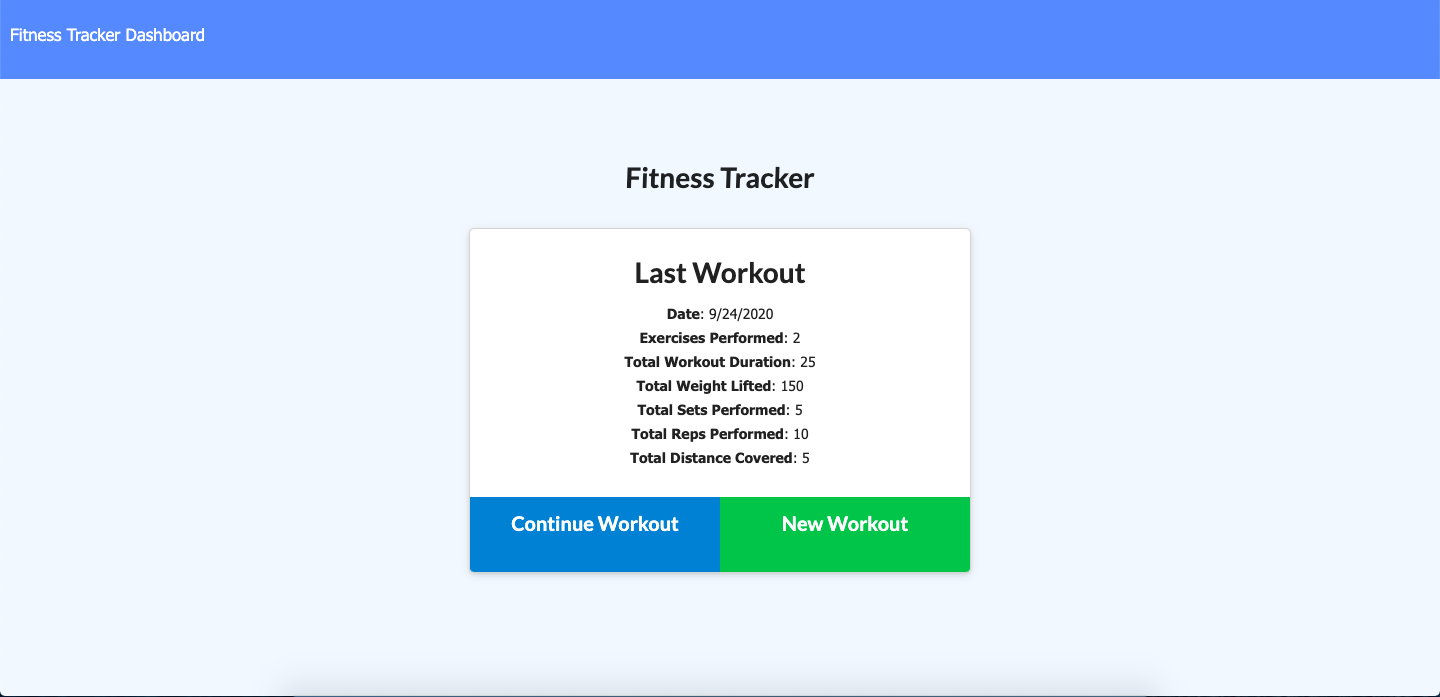 Fitness Tracker Dashboard
Fitness Tracker
Last Workout
Date: 9/24/2020
Exercises Performed: 2
Total Workout Duration: 25
Total Weight Lifted: 150
Total Sets Performed: 5
Total Reps Performed: 10
Total Distance Covered: 5
Continue Workout
New Workout